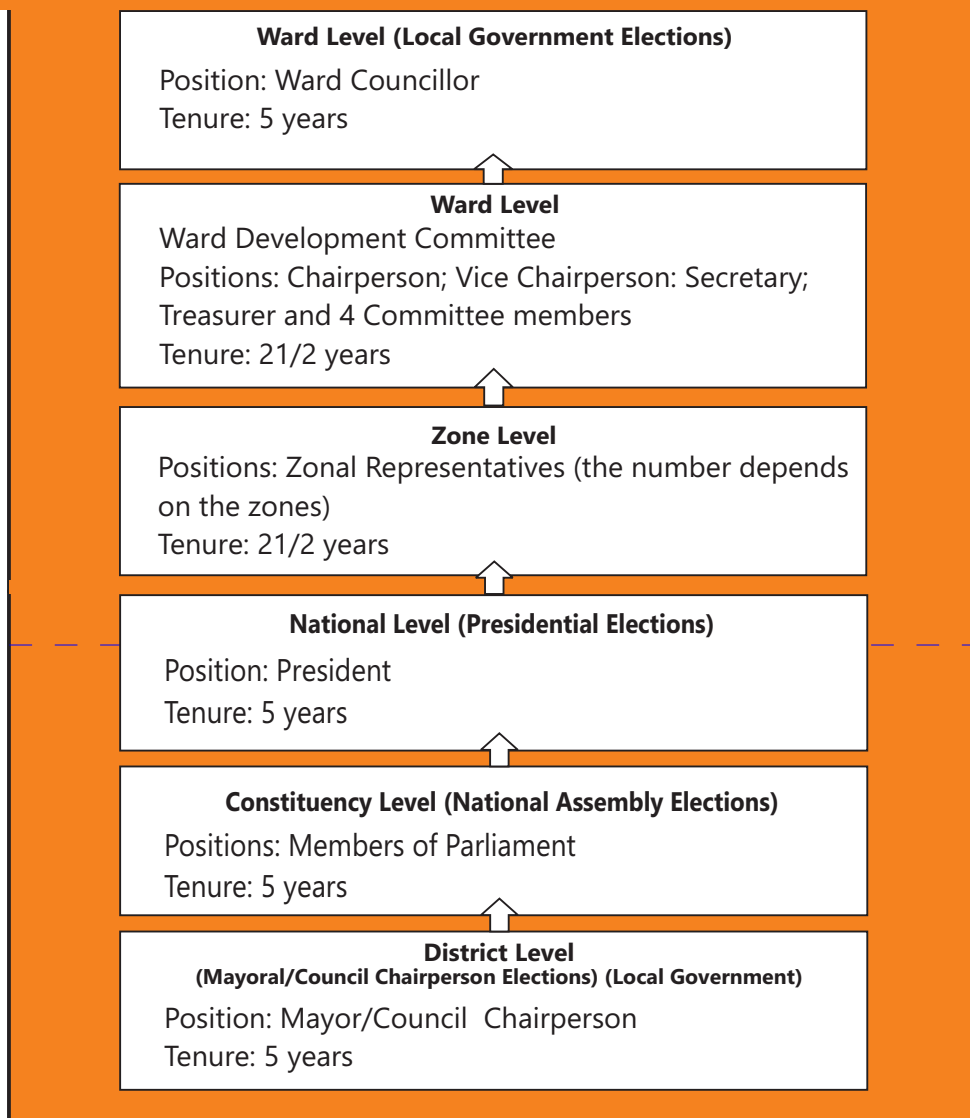 Ward Level (Local Government Elections)
Position: Ward Councillor
Tenure: 5 years
Ward Level
Ward Development Committee
Positions: Chairperson; Vice Chairperson: Secretary;
Treasurer and 4 Committee members
Tenure: 21/2 years
Zone Level
Positions: Zonal Representatives (the number depends
on the zones)
Tenure: 21/2 years
National Level (Presidential Elections)
Position: President
Tenure: 5 years
Constituency Level (National Assembly Elections)
Positions: Members of Parliament
Tenure: 5 years
District Level
(Mayoral/Council Chairperson Elections) (Local Government)
Position: Mayor/Council Chairperson
Tenure: 5 years